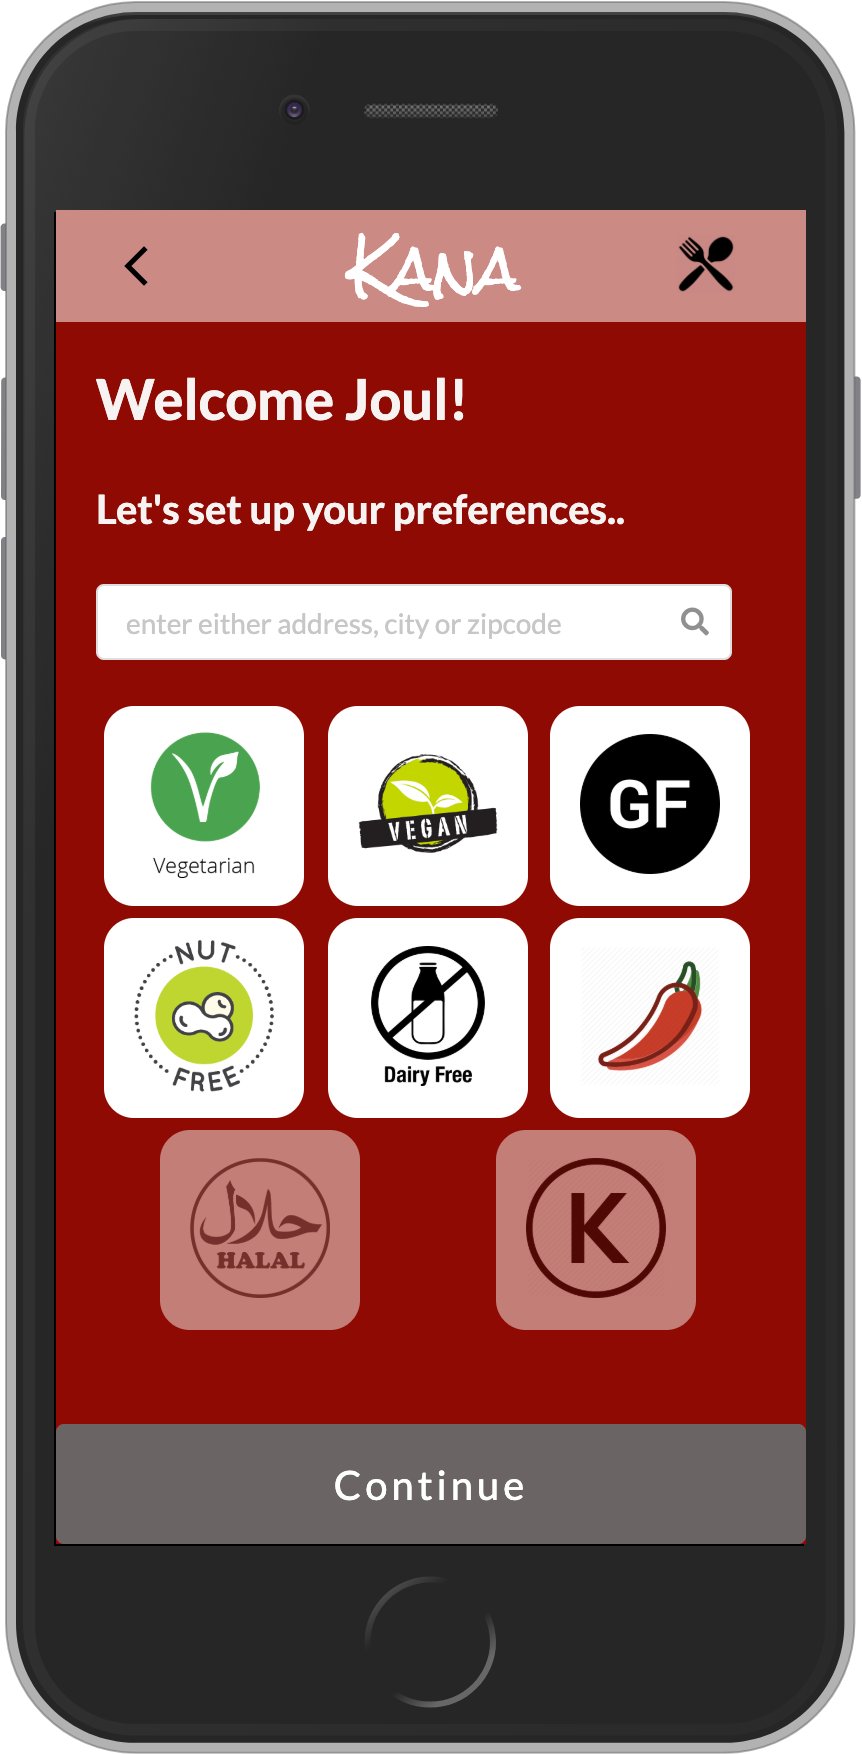 Kana
Welcome Joul!
Let's set up your preferences..
enter either address, city or zipcode
Vegetarian
VEGAN
GF
NUT
FREE
Dairy Free
حلال
HALAL
K
Continue